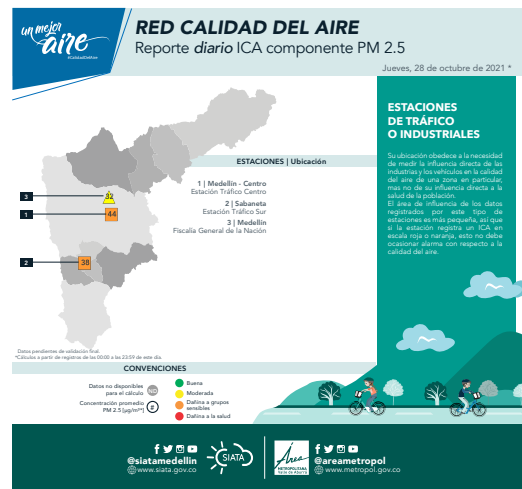 un mejor
aire
#CalidadDelAire
RED CALIDAD DEL AIRE
Reporte diario ICA componente PM 2.5
Jueves, 28 de octubre de 2021 *
ESTACIONES | Ubicación
1 | Medellín - Centro
Estación Tráfico Centro
2 | Sabaneta
Estación Tráfico Sur
3 | Medellín
Fiscalía General de la Nación
3
32
1
44
2
38
ESTACIONES
DE TRÁFICO
O INDUSTRIALES
Su ubicación obedece a la necesidad
de medir la influencia directa de las
industrias y los vehículos en la calidad
del aire de una zona en particular,
mas no de su influencia directa a la
salud de la población.
El área de influencia de los datos
registrados por este tipo de
estaciones es más pequeña, así que
si la estación registra un ICA en
escala roja o naranja, esto no debe
ocasionar alarma con respecto a la
calidad del aire.
Datos pendientes de validación final.
*Cálculos a partir de registros de las 00:00 a las 23:59 de este día.
CONVENCIONES
Datos no disponibles
para el cálculo
ND
Concentración promedio
PM 2.5 [µg/m³*]
#
Buena
Moderada
Dañina a grupos
sensibles
Dañina a la salud
@siatamedellin
www.siata.gov.co
SIATA
Área
METROPOLITANA
Valle de Aburrá
@areametropol
www.metropol.gov.co